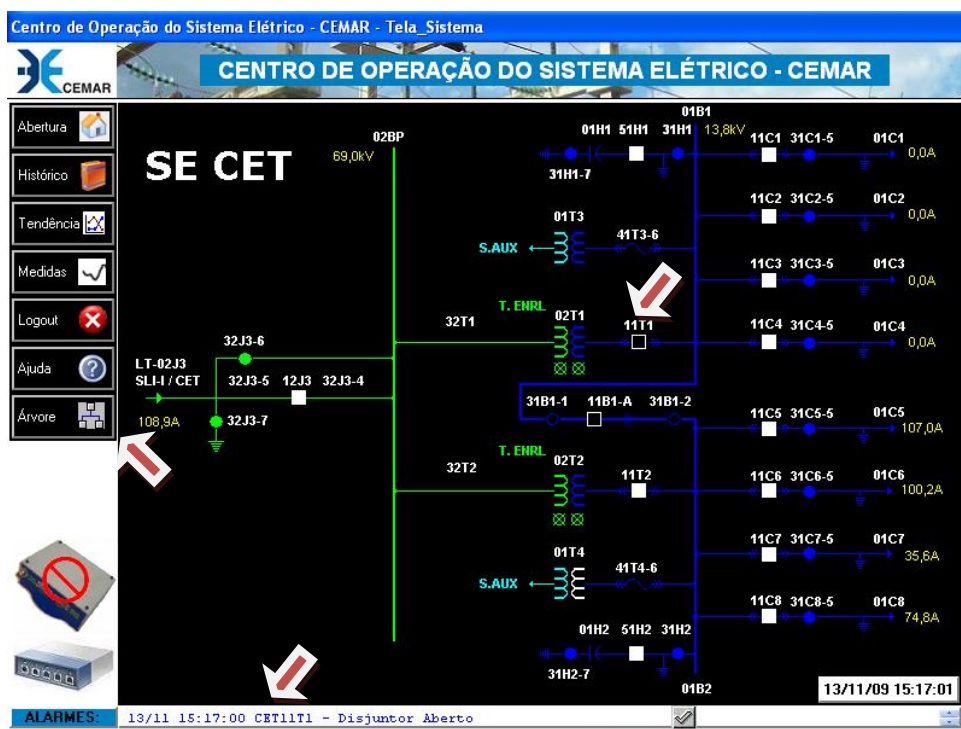 Centro de Operação do Sistema Elétrico - CEMAR - Tela_Sistema
CEMAR
CENTRO DE OPERAÇÃO DO SISTEMA ELÉTRICO - CEMAR
Abertura
Histórico
Tendência
Medidas
Logout
Ajuda
Árvore
SE CET
02BP
69,0kV
01B1
13,8kV
01H1 51H1 31H1
31H1-7
01T3
S.AUX
41T3-6
T. ENRL
32T1
02T1
11T1
32J3-6
LT-02J3
SLI-I / CET
32J3-5 12J3 32J3-4
108,9A
32J3-7
31B1-1 11B1-A 31B1-2
T. ENRL
32T2
02T2
11T2
01T4
S.AUX
41T4-6
01H2 51H2 31H2
31H2-7
01B2
11C1 31C1-5 01C1
0,0A
11C2 31C2-5 01C2
0,0A
11C3 31C3-5 01C3
0,0A
11C4 31C4-5 01C4
0,0A
11C5 31C5-5 01C5
107,0A
11C6 31C6-5 01C6
100,2A
11C7 31C7-5 01C7
35,6A
11C8 31C8-5 01C8
74,8A
13/11/09 15:17:01
ALARMES:
13/11 15:17:00 CET11T1 - Disjuntor Aberto